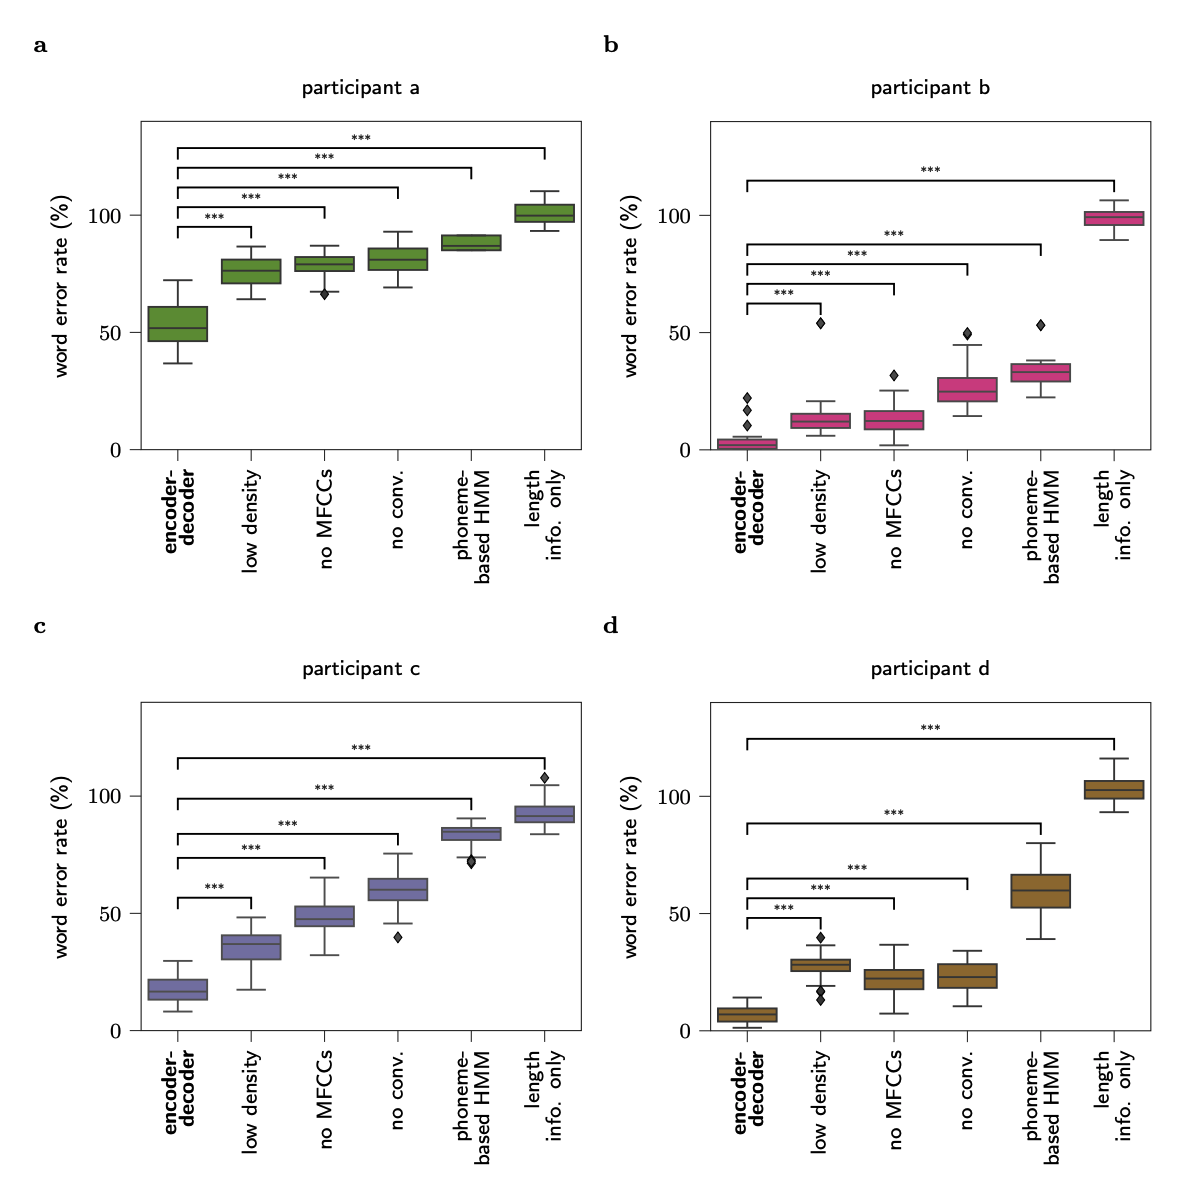 a
participant a
word error rate (%)
100
50
0
***
***
***
***
***
encoder-
decoder
low density
no MFCCs
no conv.
phoneme-
based HMM
length
info. only
b
participant b
word error rate (%)
100
50
0
***
***
***
***
***
encoder-
decoder
low density
no MFCCs
no conv.
phoneme-
based HMM
length
info. only
c
participant c
word error rate (%)
100
50
0
***
***
***
***
***
encoder-
decoder
low density
no MFCCs
no conv.
phoneme-
based HMM
length
info. only
d
participant d
word error rate (%)
100
50
0
***
***
***
***
***
encoder-
decoder
low density
no MFCCs
no conv.
phoneme-
based HMM
length
info. only